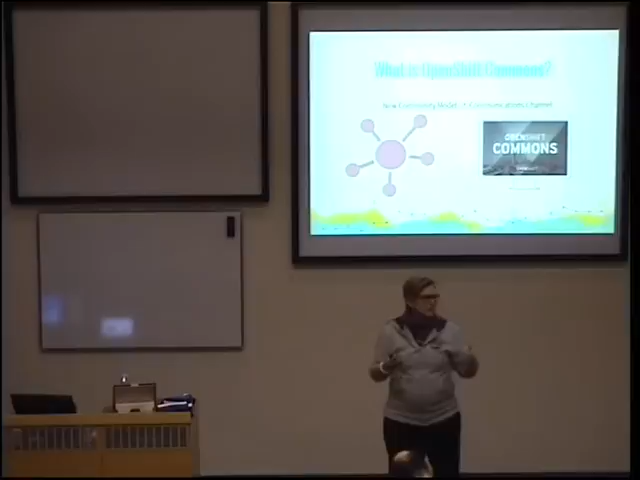 What is OpenShift Commons?
New Community Model + Communications Channel
OPENSHIFT
COMMONS